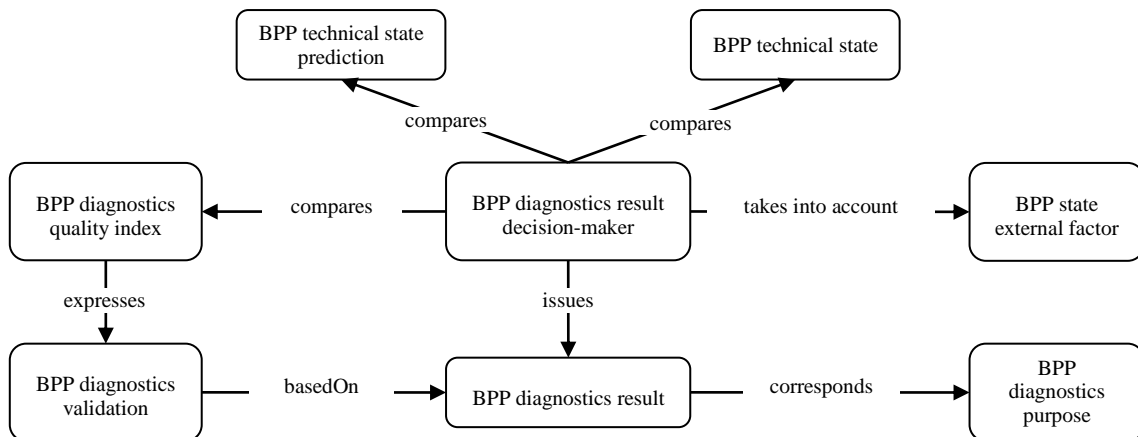 BPP technical state
prediction
BPP technical state
compares
compares
BPP diagnostics
quality index
compares
BPP diagnostics result
decision-maker
takes into account
BPP state
external factor
expresses
issues
BPP diagnostics
validation
basedOn
BPP diagnostics result
corresponds
BPP
diagnostics
purpose